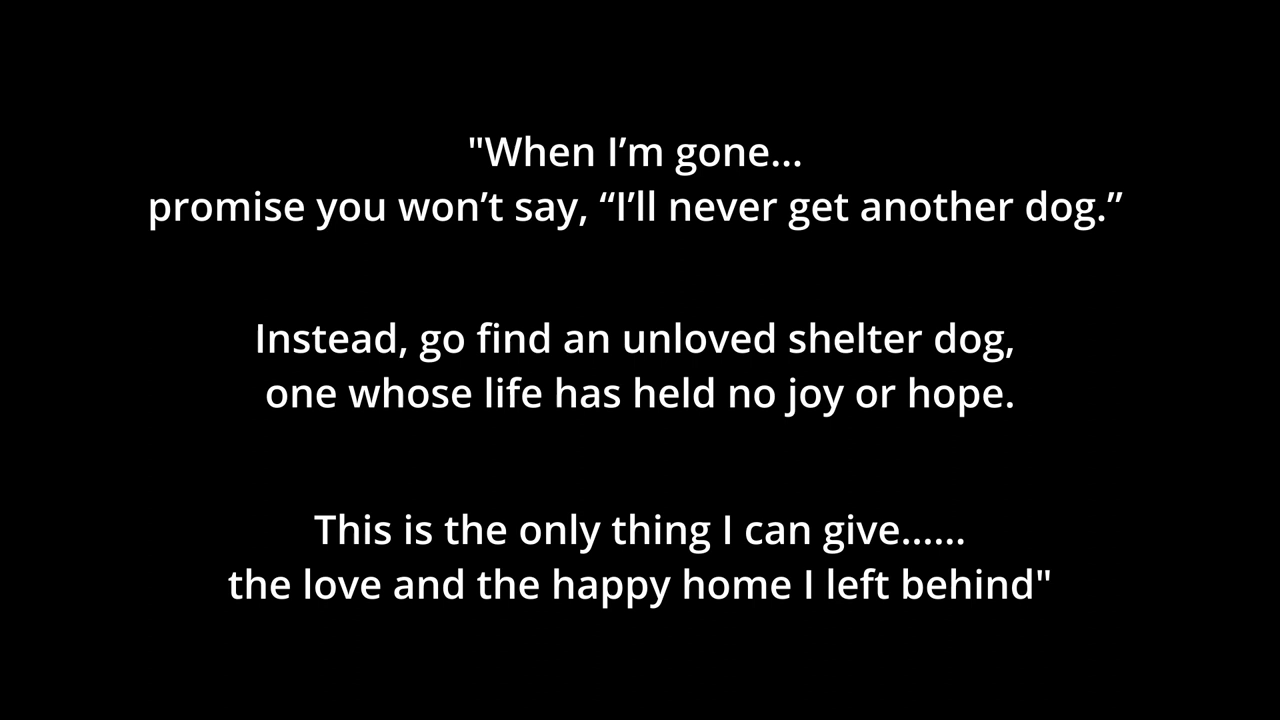 "When I’m gone...
promise you won’t say, “I’ll never get another dog.”
Instead, go find an unloved shelter dog,
one whose life has held no joy or hope.
This is the only thing I can give......
the love and the happy home I left behind"